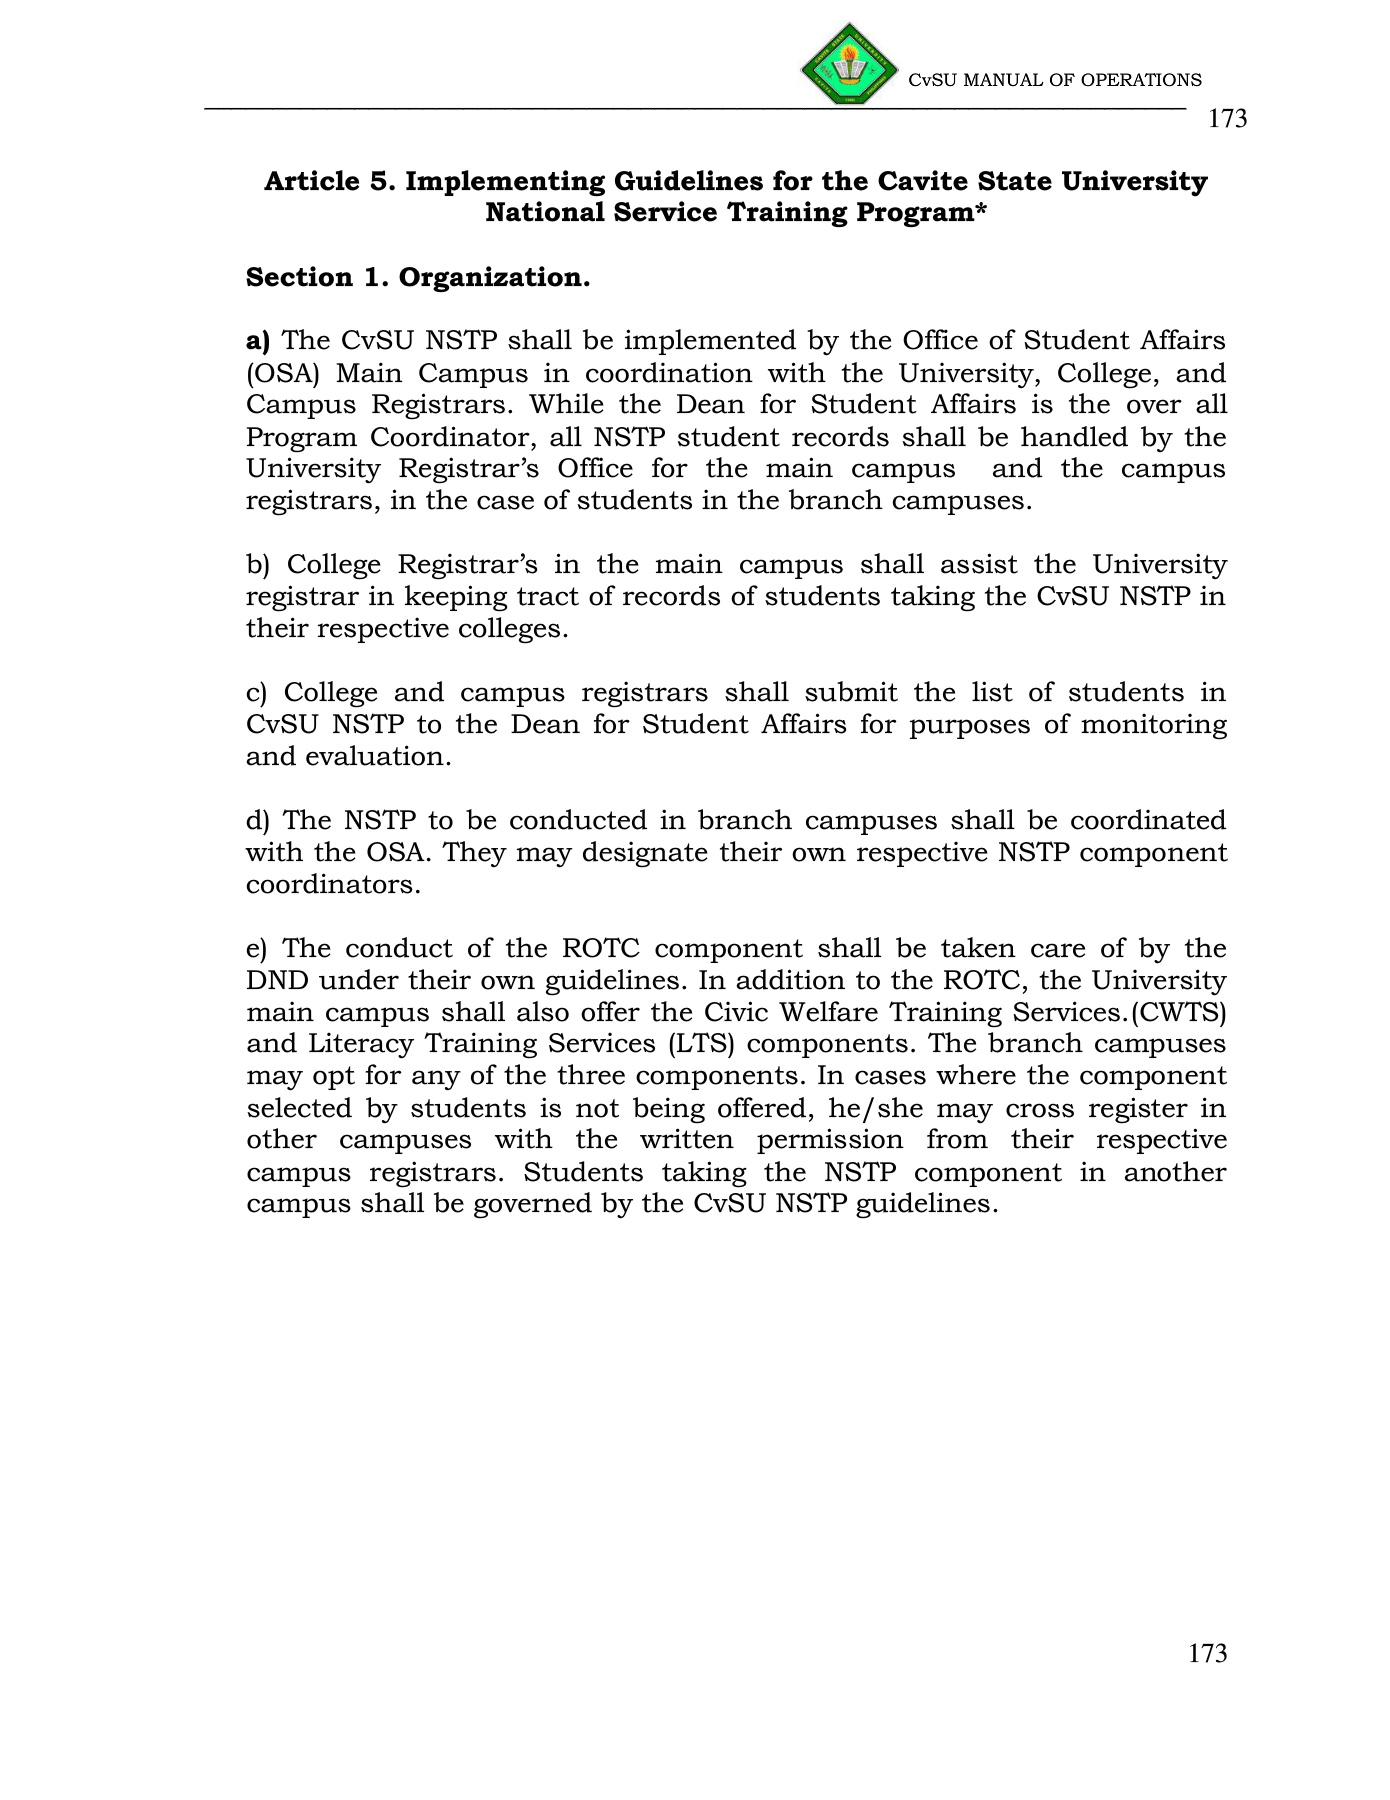 CvSU MANUAL OF OPERATIONS
173
Article 5. Implementing Guidelines for the Cavite State University
National Service Training Program*
Section 1. Organization.
a) The CvSU NSTP shall be implemented by the Office of Student Affairs
(OSA) Main Campus in coordination with the University, College, and
Campus Registrars. While the Dean for Student Affairs is the over all
Program Coordinator, all NSTP student records shall be handled by the
University Registrar’s Office for the main campus and the campus
registrars, in the case of students in the branch campuses.
b) College Registrar’s in the main campus shall assist the University
registrar in keeping tract of records of students taking the CvSU NSTP in
their respective colleges.
c) College and campus registrars shall submit the list of students in
CvSU NSTP to the Dean for Student Affairs for purposes of monitoring
and evaluation.
d) The NSTP to be conducted in branch campuses shall be coordinated
with the OSA. They may designate their own respective NSTP component
coordinators.
e) The conduct of the ROTC component shall be taken care of by the
DND under their own guidelines. In addition to the ROTC, the University
main campus shall also offer the Civic Welfare Training Services.(CWTS)
and Literacy Training Services (LTS) components. The branch campuses
may opt for any of the three components. In cases where the component
selected by students is not being offered, he/she may cross register in
other campuses with the written permission from their respective
campus registrars. Students taking the NSTP component in another
campus shall be governed by the CvSU NSTP guidelines.
173